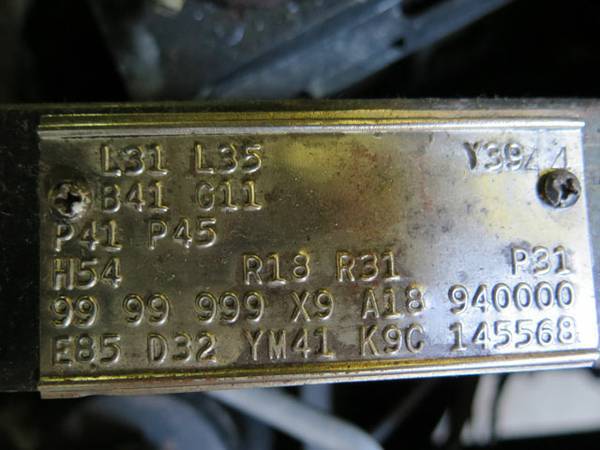 L31 L35
B41 G11
P41 P45
H54 R18 R31 P31
99 99 999 X9 A18 940000
E85 D32 YM41 K9C 145568